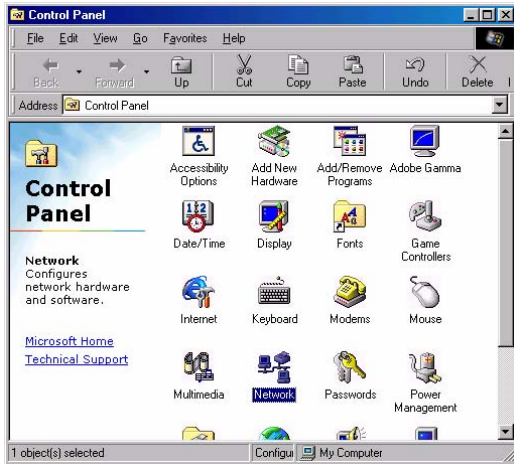 Control Panel
File Edit View Go Favorites Help
Back Forward Up Cut Copy Paste Undo Delete
Address Control Panel
Control
Panel
Network
Configures
network hardware
and software.
Microsoft Home
Technical Support
Accessibility
Options
Add New
Hardware
Add/Remove
Programs
Adobe Gamma
Date/Time
Display
Fonts
Game
Controllers
Internet
Keyboard
Modems
Mouse
Multimedia
Network
Passwords
Power
Management
1 object(s) selected
Configu
My Computer